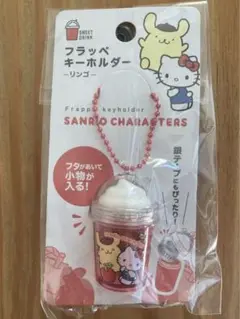 SWEET
DRINK
フラッペ
キーホルダー
-リンゴ-
Frappe keyholder
SANRIO CHARACTERS
フタがあいて
小物が
入る!
銀テープにもぴったり!